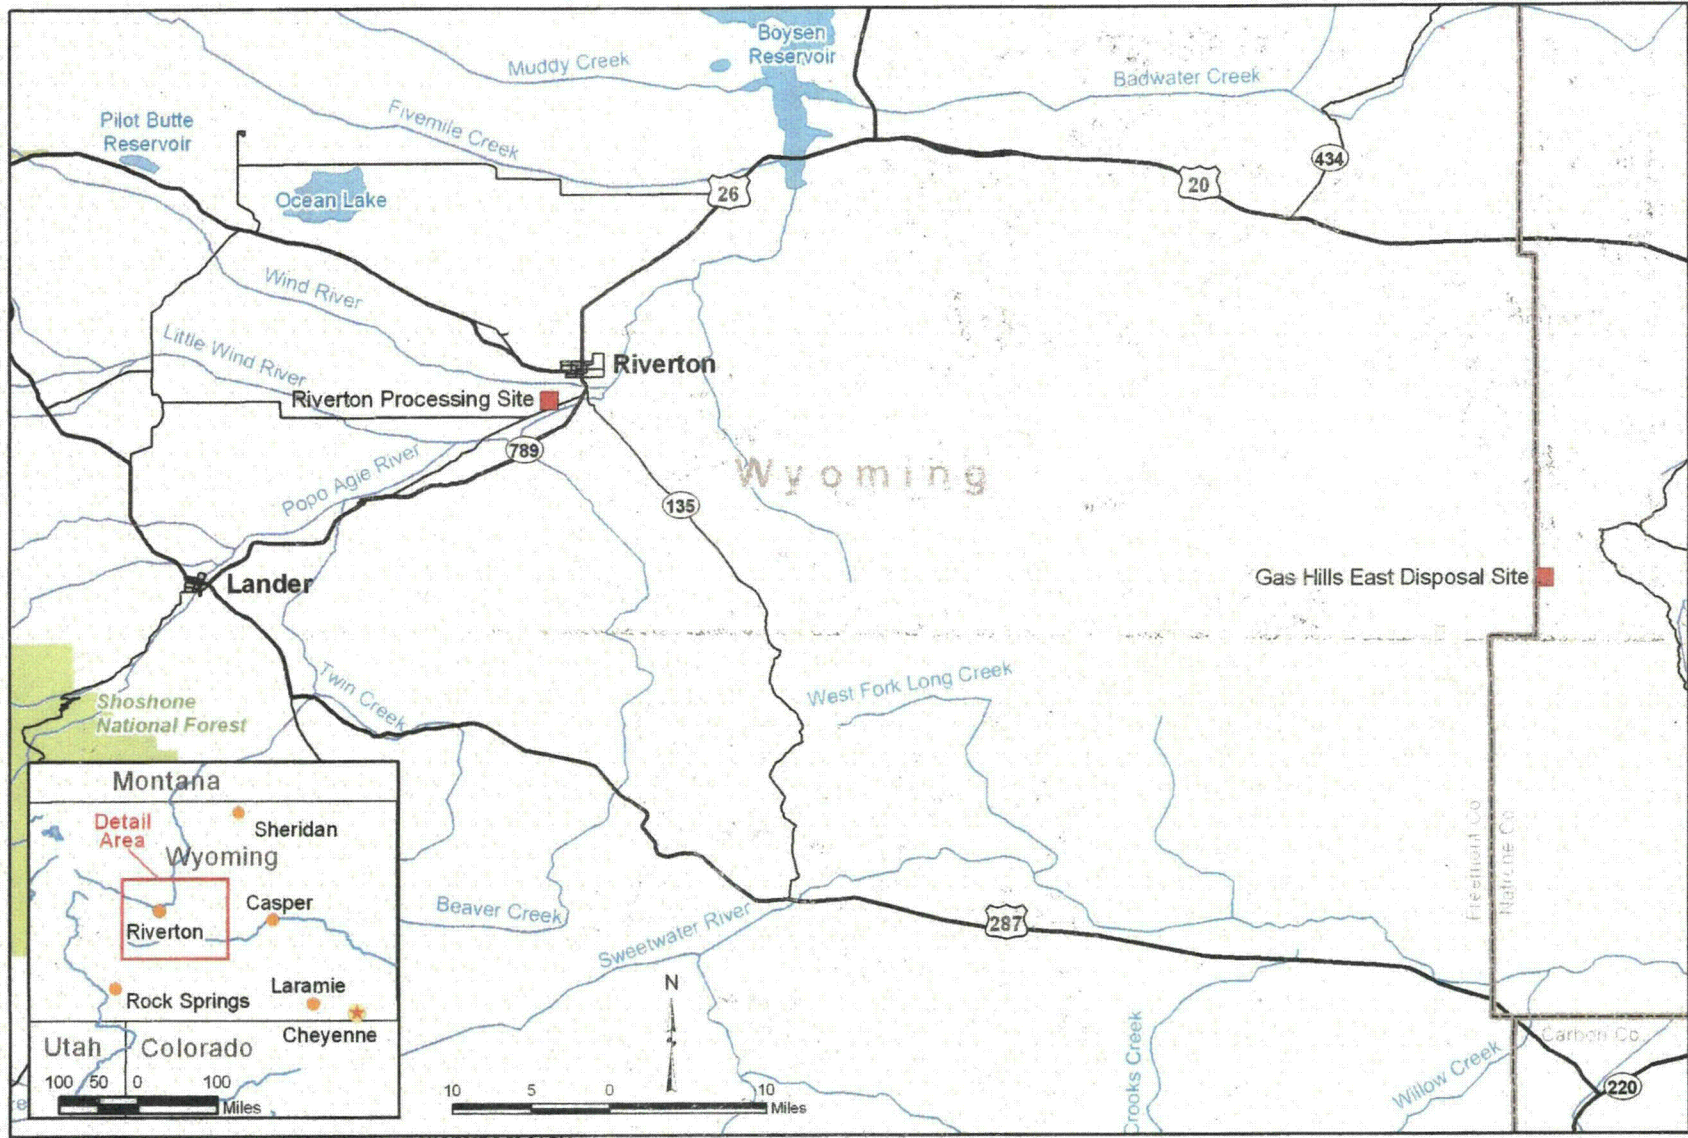 Boysen
Reservoir
Muddy Creek
Badwater Creek
Fivemile Creek
Pilot Butte
Reservoir
434
26
20
Ocean Lake
Wind River
Little Wind River
Riverton
Riverton Processing Site
789
Wyoming
Popo Agie River
135
Gas Hills East Disposal Site
Lander
Twin Creek
West Fork Long Creek
Shoshone
National Forest
Montana
Detail
Area
Sheridan
Wyoming
Casper
Riverton
Rock Springs
Laramie
Cheyenne
Utah
Colorado
100 50 0 100
Miles
Beaver Creek
Sweetwater River
287
N
10 5 0 10
Miles
Crooks Creek
Willow Creek
Carbon Co.
220